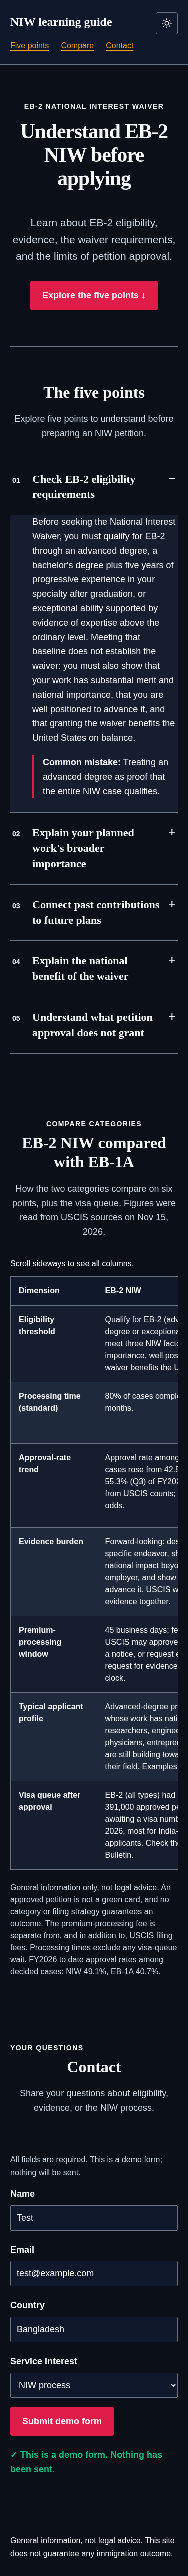 NIW learning guide
Five points Compare Contact
EB-2 NATIONAL INTEREST WAIVER
Understand EB-2
NIW before
applying
Learn about EB-2 eligibility,
evidence, the waiver requirements,
and the limits of petition approval.
Explore the five points ↓
The five points
Explore five points to understand before
preparing an NIW petition.
01 Check EB-2 eligibility −
requirements
Before seeking the National Interest
Waiver, you must qualify for EB-2
through an advanced degree, a
bachelor's degree plus five years of
progressive experience in your
specialty after graduation, or
exceptional ability supported by
evidence of expertise above the
ordinary level. Meeting that
baseline does not establish the
waiver: you must also show that
your work has substantial merit and
national importance, that you are
well positioned to advance it, and
that granting the waiver benefits the
United States on balance.
Common mistake: Treating an
advanced degree as proof that
the entire NIW case qualifies.
02 Explain your planned +
work's broader
importance
03 Connect past contributions +
to future plans
04 Explain the national +
benefit of the waiver
05 Understand what petition +
approval does not grant
COMPARE CATEGORIES
EB-2 NIW compared
with EB-1A
How the two categories compare on six
points, plus the visa queue. Figures were
read from USCIS sources on Nov 15,
2026.
Scroll sideways to see all columns.
Dimension EB-2 NIW
Eligibility Qualify for EB-2 (adv
threshold degree or exceptiona
meet three NIW facto
importance, well pos
waiver benefits the U
Processing time 80% of cases comple
(standard) months.
Approval-rate Approval rate among
trend cases rose from 42.5
55.3% (Q3) of FY202
from USCIS counts;
odds.
Evidence burden Forward-looking: des
specific endeavor, sh
national impact beyo
employer, and show
advance it. USCIS w
evidence together.
Premium- 45 business days; fe
processing USCIS may approve
window a notice, or request e
request for evidence
clock.
Typical applicant Advanced-degree pr
profile whose work has nati
researchers, enginee
physicians, entrepre
are still building towa
their field. Examples
Visa queue after EB-2 (all types) had
approval 391,000 approved pe
awaiting a visa numb
2026, most for India-
applicants. Check the
Bulletin.
General information only, not legal advice. An
approved petition is not a green card, and no
category or filing strategy guarantees an
outcome. The premium-processing fee is
separate from, and in addition to, USCIS filing
fees. Processing times exclude any visa-queue
wait. FY2026 to date approval rates among
decided cases: NIW 49.1%, EB-1A 40.7%.
YOUR QUESTIONS
Contact
Share your questions about eligibility,
evidence, or the NIW process.
All fields are required. This is a demo form;
nothing will be sent.
Name
Test
Email
test@example.com
Country
Bangladesh
Service Interest
NIW process
Submit demo form
✓ This is a demo form. Nothing has
been sent.
General information, not legal advice. This site
does not guarantee any immigration outcome.